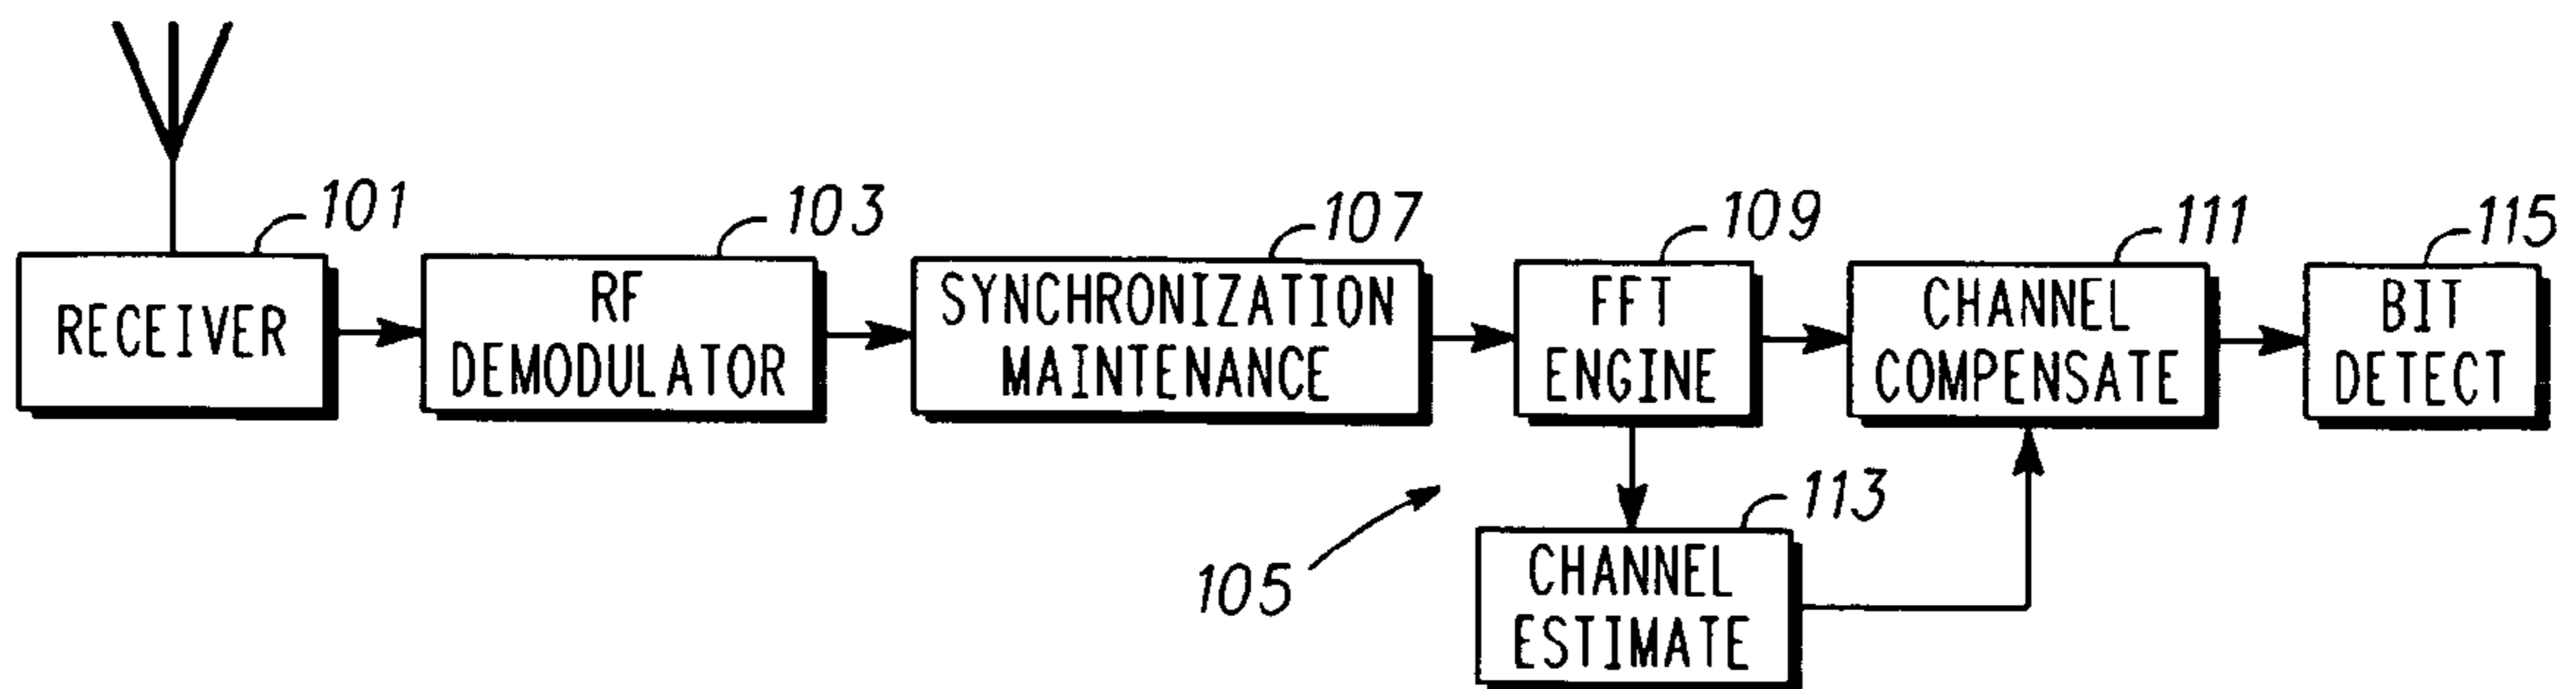 101
103
107
109
111
115
RECEIVER
RF
DEMODULATOR
SYNCHRONIZATION
MAINTENANCE
FFT
ENGINE
CHANNEL
COMPENSATE
BIT
DETECT
105
113
CHANNEL
ESTIMATE